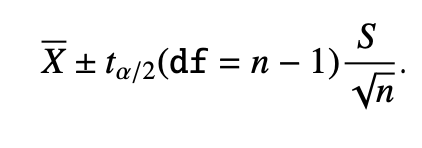 X̅ ± t_{α/2}(df = n − 1) S/√n.